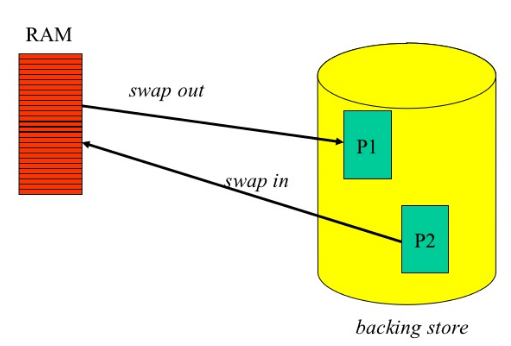 RAM
swap out
P1
swap in
P2
backing store